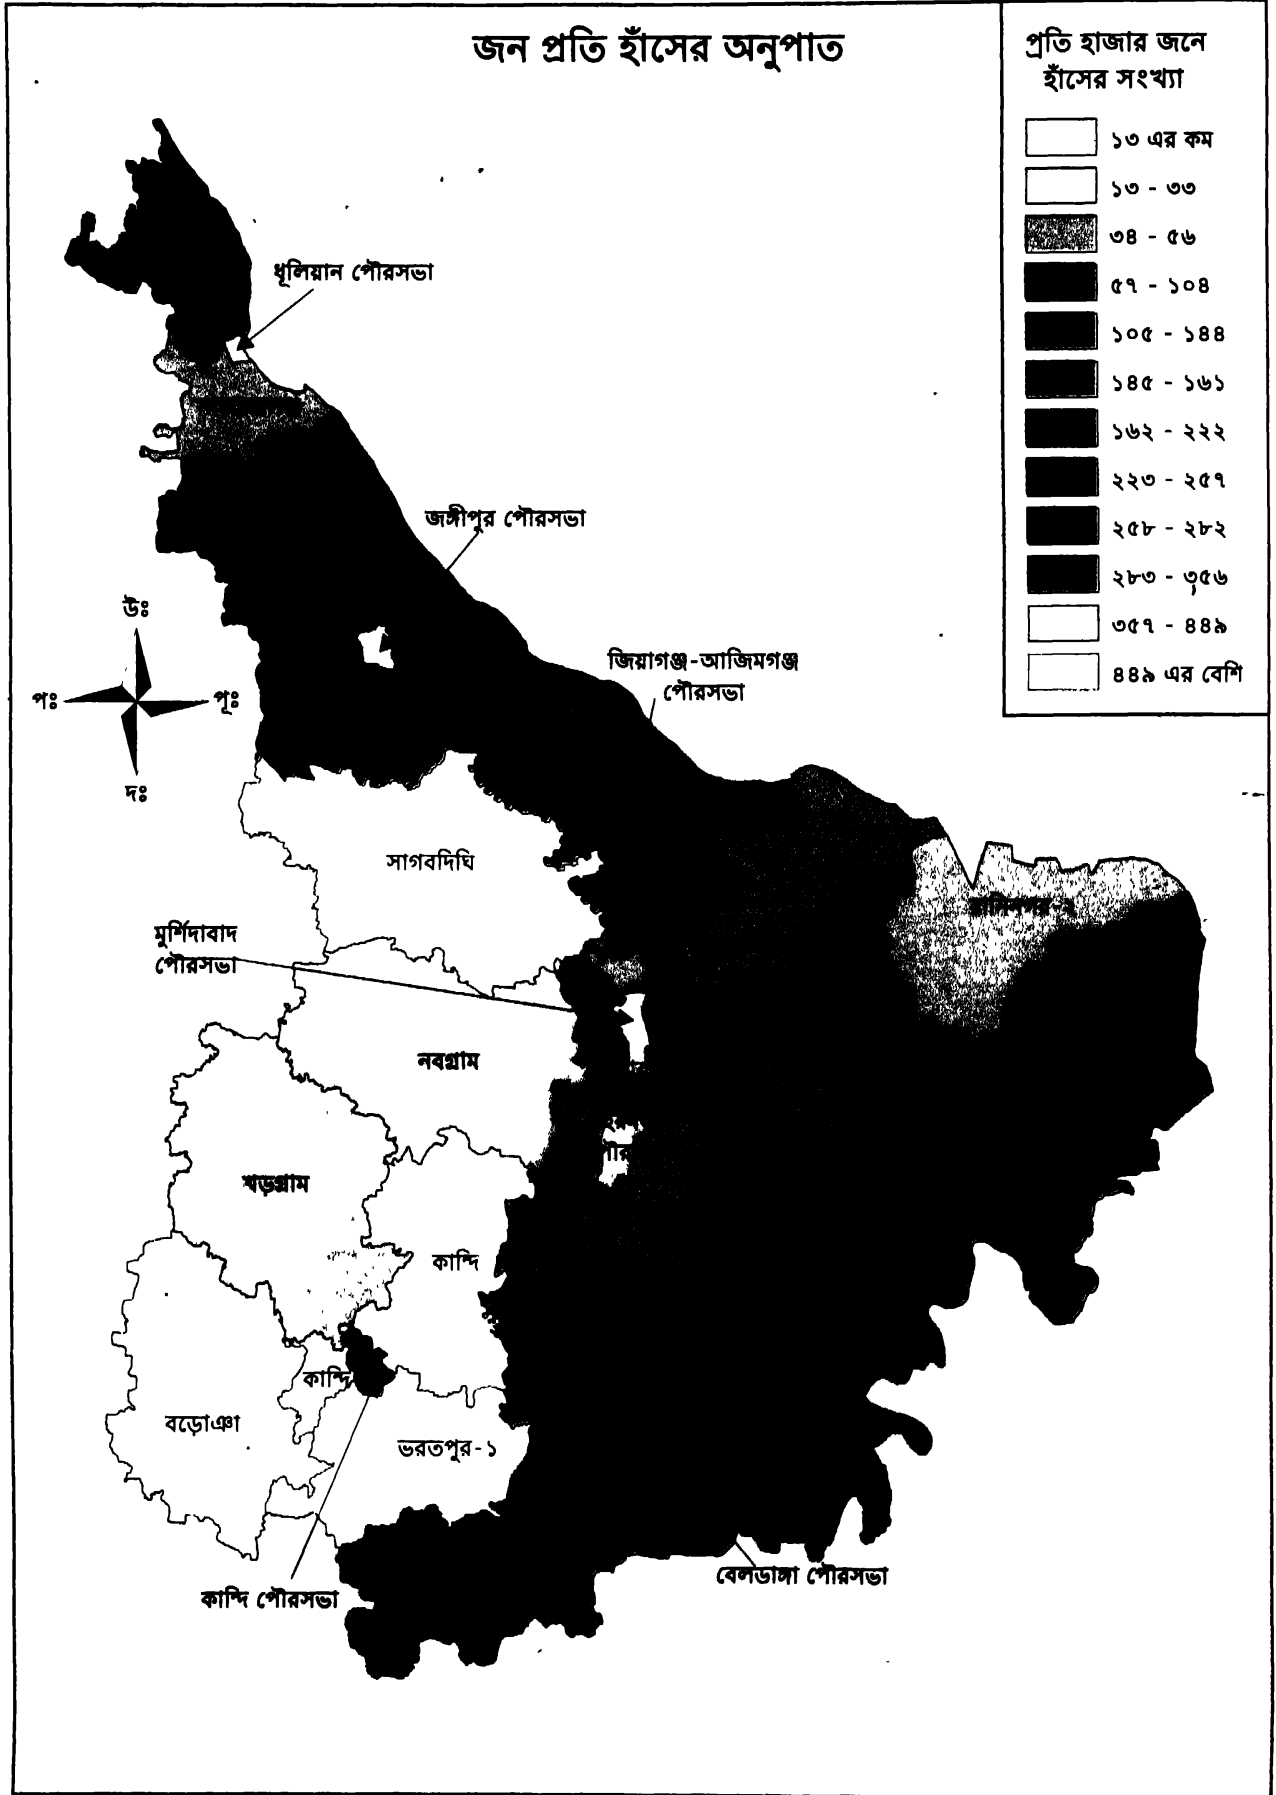 জন প্রতি হাঁসের অনুপাত
প্রতি হাজার জনে
হাঁসের সংখ্যা
১৩ এর কম
১৩ - ৩৩
৩৪ - ৫৬
৫৭ - ১০৪
১০৫ - ১৪৪
১৪৫ - ১৬১
১৬২ - ২২২
২২৩ - ২৫৭
২৫৮ - ২৮২
২৮৩ - ৩৫৬
৩৫৭ - ৪৪৯
৪৪৯ এর বেশি
ধূলিয়ান পৌরসভা
জঙ্গীপুর পৌরসভা
উঃ
পঃ
পূঃ
দঃ
জিয়াগঞ্জ-আজিমগঞ্জ
পৌরসভা
সাগবদিঘি
মুর্শিদাবাদ
পৌরসভা
নবগ্রাম
খড়গ্রাম
কান্দি
কান্দি
বড়োঞা
ভরতপুর-১
কান্দি পৌরসভা
বেলডাঙ্গা পৌরসভা